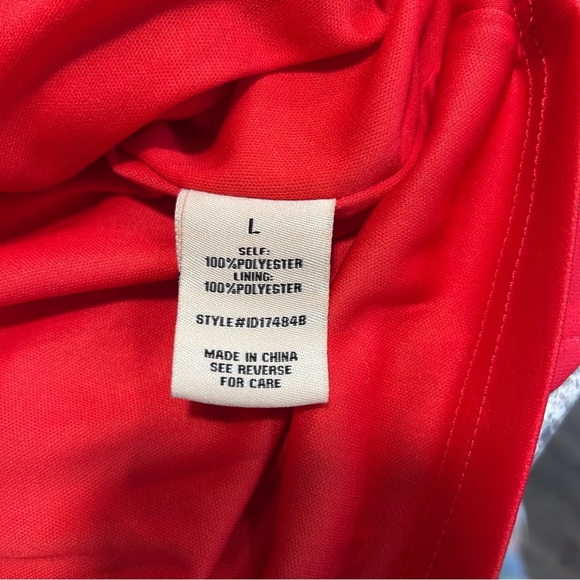 L
SELF:
100%POLYESTER
LINING:
100%POLYESTER
STYLE#ID17484B
MADE IN CHINA
SEE REVERSE
FOR CARE